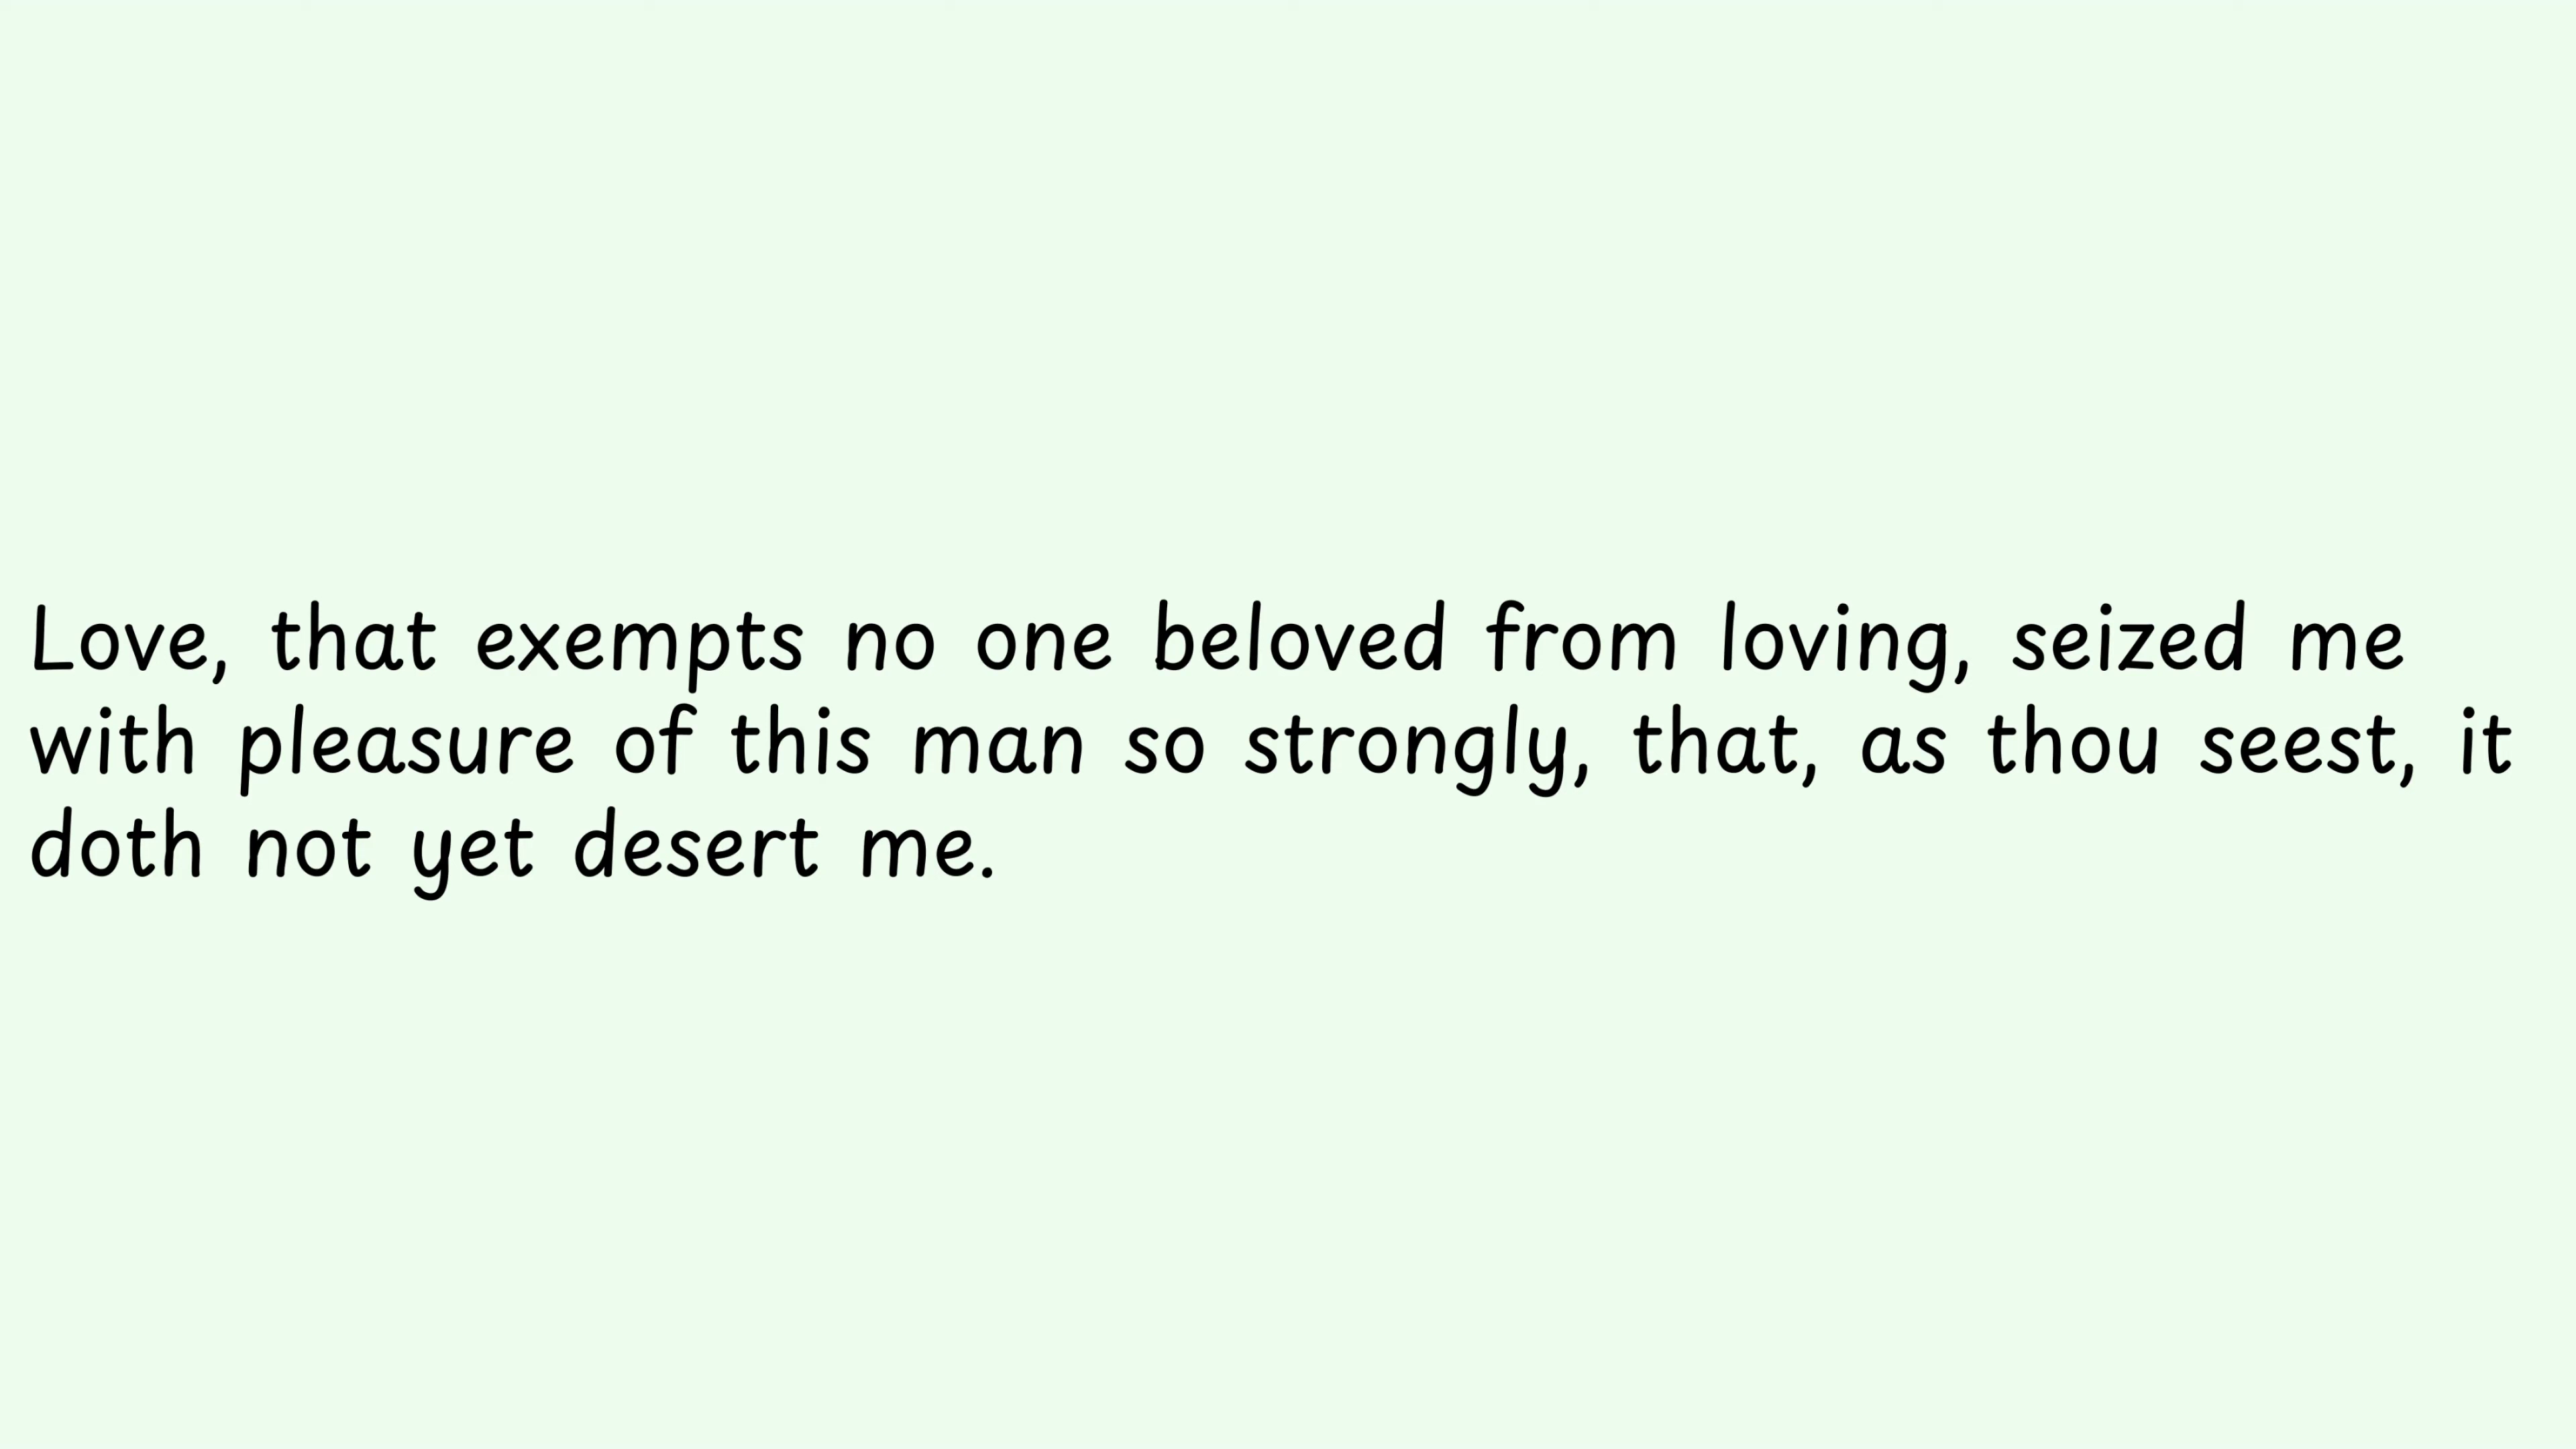 Love, that exempts no one beloved from loving, seized me
with pleasure of this man so strongly, that, as thou seest, it
doth not yet desert me.